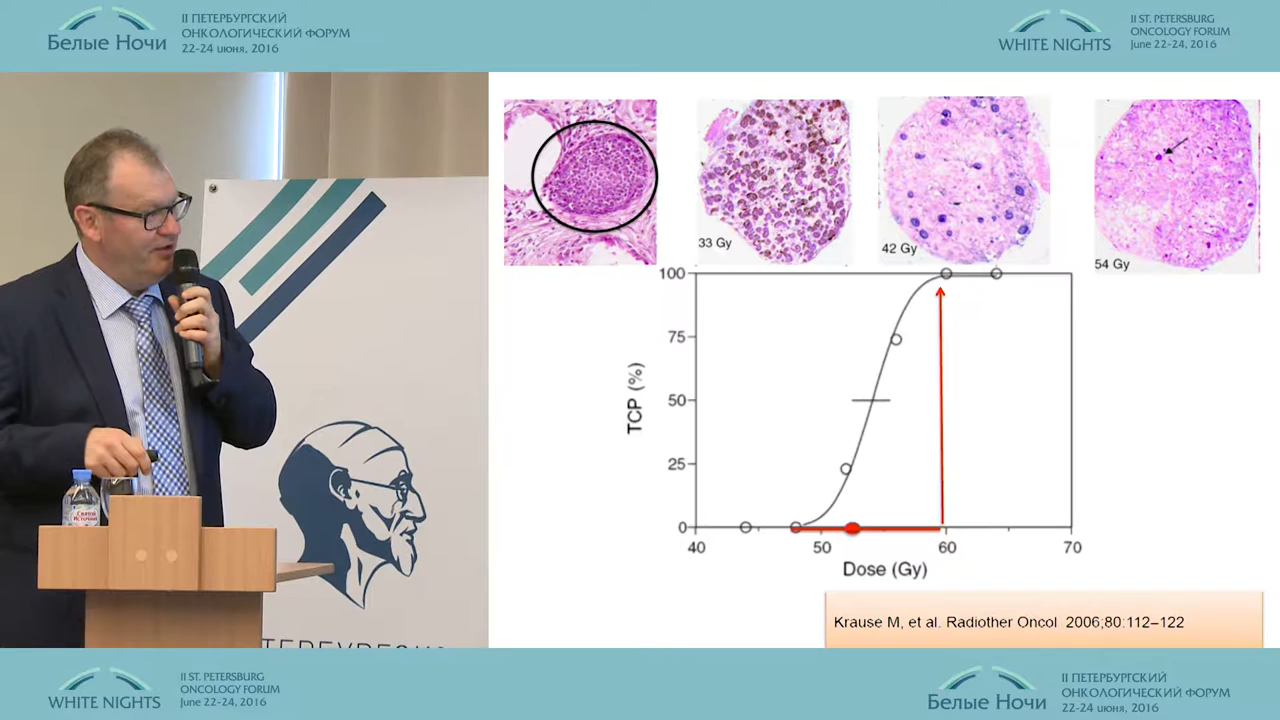 Белые Ночи
II ПЕТЕРБУРГСКИЙ
ОНКОЛОГИЧЕСКИЙ ФОРУМ
22-24 июня, 2016
WHITE NIGHTS
II ST. PETERSBURG
ONCOLOGY FORUM
June 22-24, 2016
33 Gy
42 Gy
54 Gy
100
75
50
25
0
TCP (%)
40
50
60
70
Dose (Gy)
Krause M, et al. Radiother Oncol 2006;80:112–122
Святой
Источник
WHITE NIGHTS
II ST. PETERSBURG
ONCOLOGY FORUM
June 22-24, 2016
Белые Ночи
II ПЕТЕРБУРГСКИЙ
ОНКОЛОГИЧЕСКИЙ ФОРУМ
22-24 июня, 2016